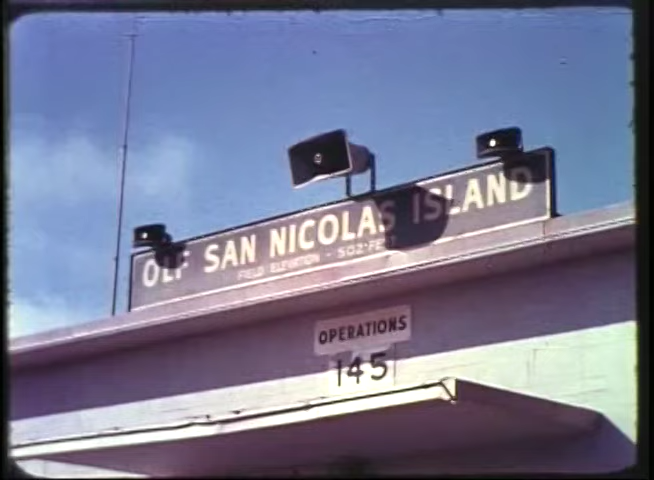 OLF SAN NICOLAS ISLAND
FIELD ELEVATION - 502-FEET
OPERATIONS
145